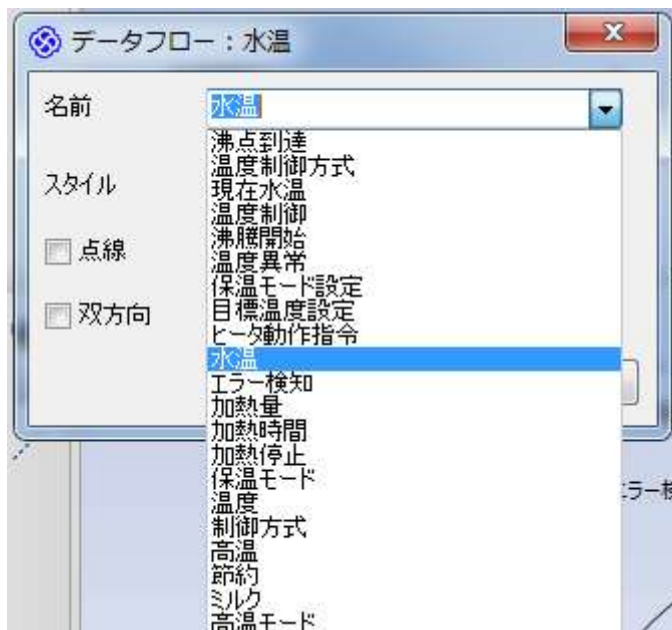 データフロー：水温
名前
水温
沸点到達
温度制御方式
現在水温
スタイル
温度制御
沸騰開始
点線
温度異常
保温モード設定
双方向
目標温度設定
ヒータ動作指令
水温
エラー検知
加熱量
加熱時間
加熱停止
保温モード
温度
制御方式
高温
節約
ミルク
高温モード